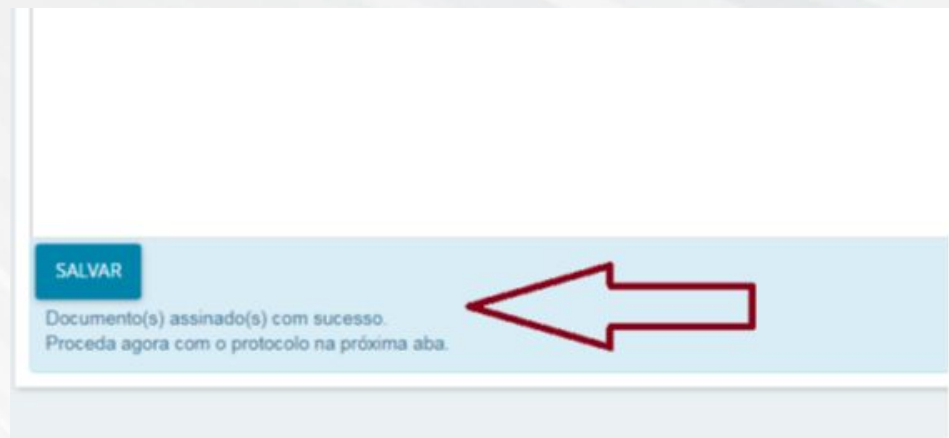 SALVAR
Documento(s) assinado(s) com sucesso.
Proceda agora com o protocolo na próxima aba.